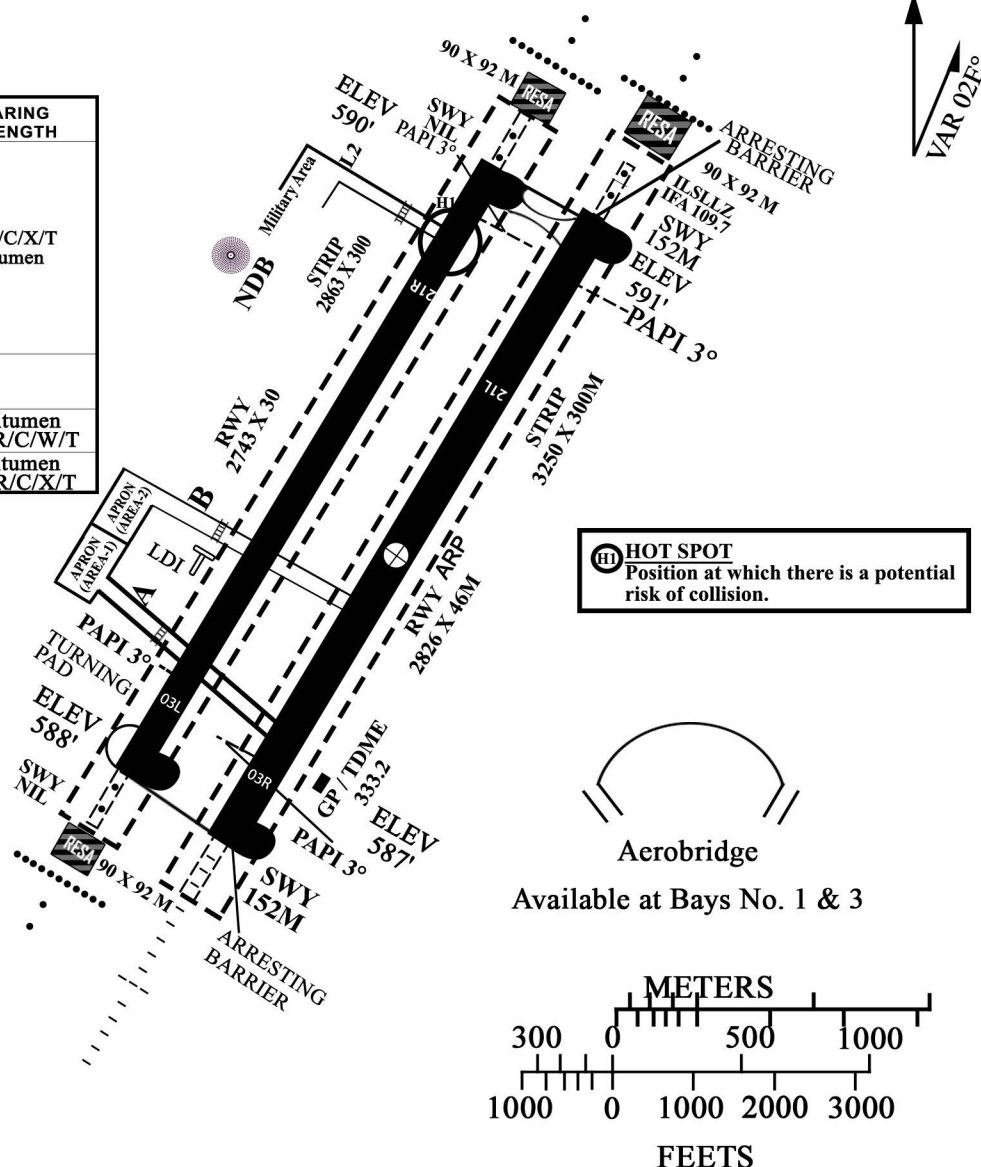 ARING
ENGTH
/C/X/T
umen
tumen
R/C/W/T
tumen
R/C/X/T
90 X 92 M
RESA
ELEV
590'
SWY
NIL
PAPI 3°
RESA
ARRESTING
BARRIER
90 X 92 M
ILSLLZ
IFA 109.7
SWY
152M
ELEV
591'
PAPI 3°
VAR 02F°
L2
Military Area
H1
NDB
STRIP
2863 X 300
21R
21L
STRIP
3250 X 300M
RWY
2743 X 30
APRON
(AREA-2)
B
APRON
(AREA-1)
LDI
A
ARP
RWY
2826 X 46M
H1
HOT SPOT
Position at which there is a potential
risk of collision.
PAPI 3°
TURNING
PAD
03L
ELEV
588'
SWY
NIL
03R
GP / TDME
333.2
ELEV
587'
PAPI 3°
RESA
90 X 92 M
SWY
152M
ARRESTING
BARRIER
Aerobridge
Available at Bays No. 1 & 3
METERS
300 0 500 1000
1000 0 1000 2000 3000
FEETS